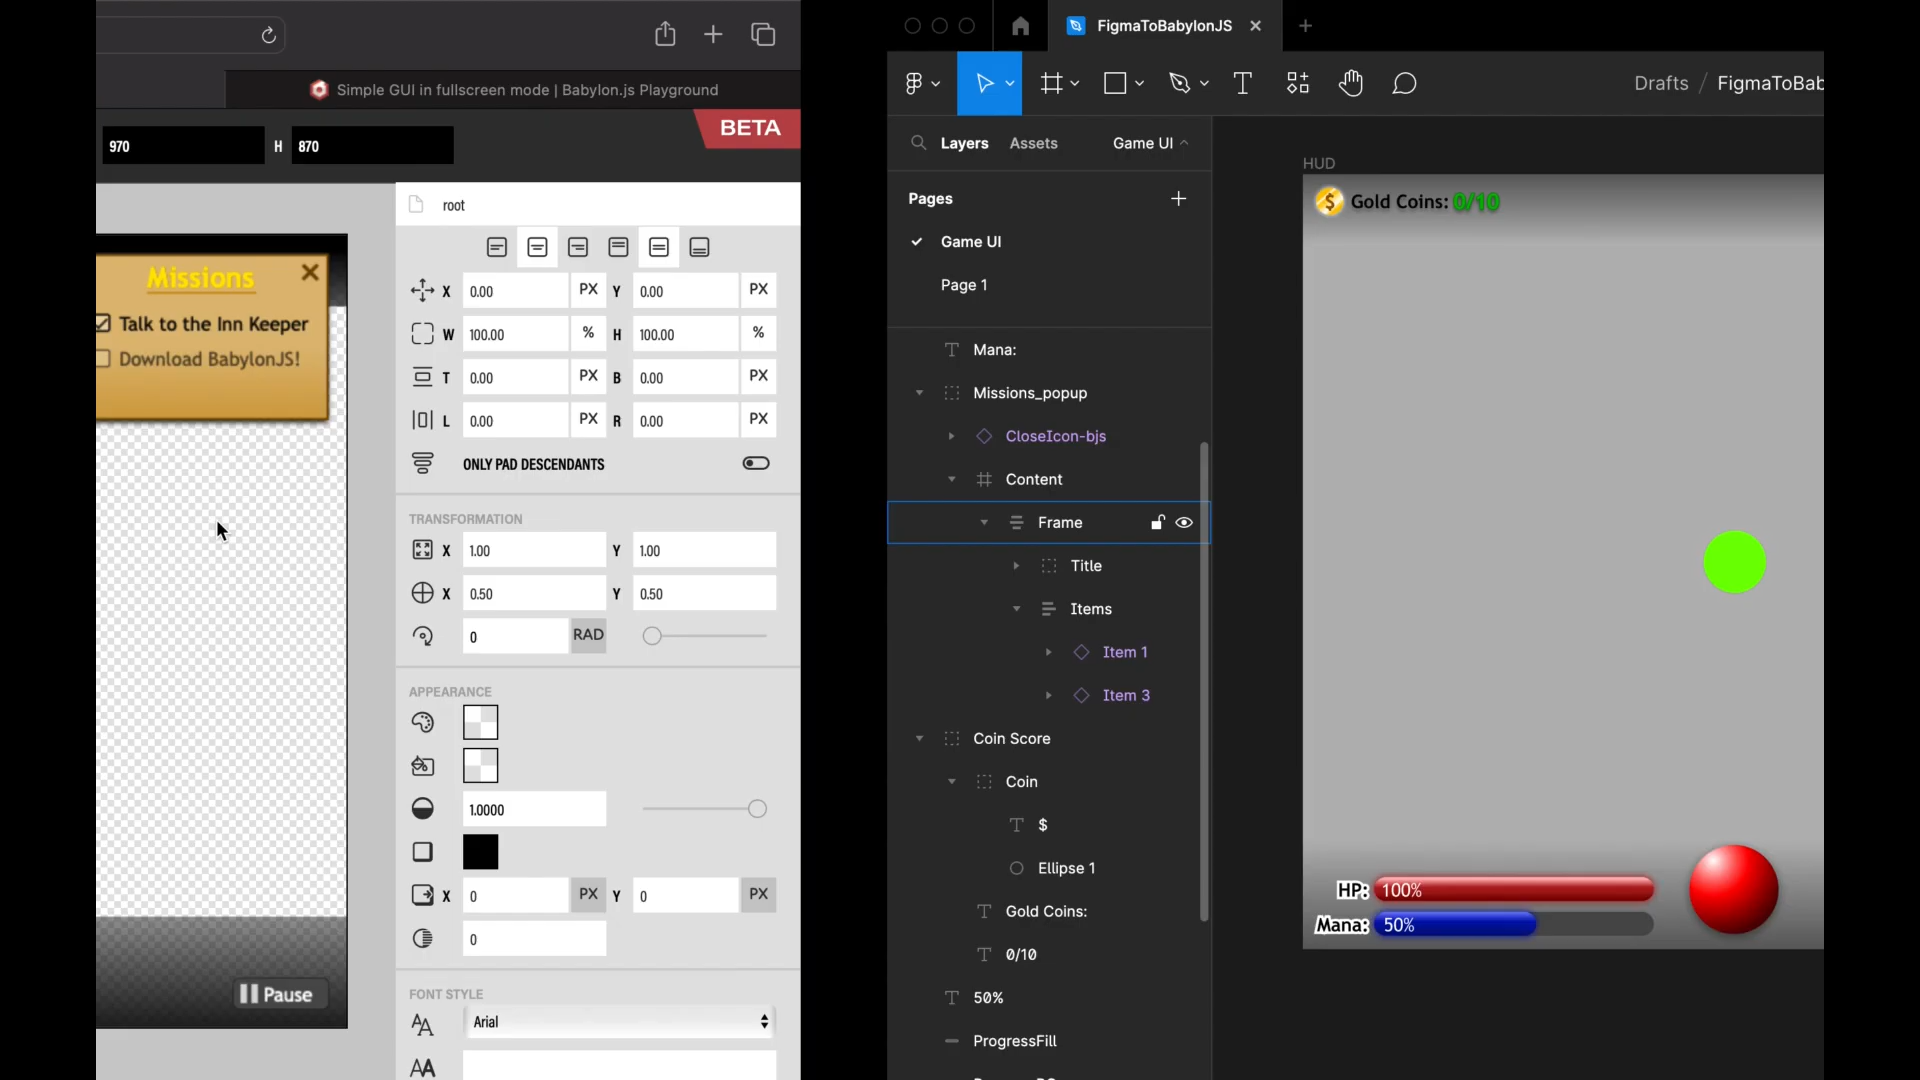 Simple GUI in fullscreen mode | Babylon.js Playground
970
H
870
BETA
Missions
Talk to the Inn Keeper
Download BabylonJS!
Pause
root
X 0.00 PX Y 0.00 PX
W 100.00 % H 100.00 %
T 0.00 PX B 0.00 PX
L 0.00 PX R 0.00 PX
ONLY PAD DESCENDANTS
TRANSFORMATION
X 1.00 Y 1.00
X 0.50 Y 0.50
0 RAD
APPEARANCE
1.0000
X 0 PX Y 0 PX
0
FONT STYLE
Arial
FigmaToBabylonJS
Drafts / FigmaToBab
Layers Assets Game UI
Pages
Game UI
Page 1
Mana:
Missions_popup
CloseIcon-bjs
Content
Frame
Title
Items
Item 1
Item 3
Coin Score
Coin
$
Ellipse 1
Gold Coins:
0/10
50%
ProgressFill
HUD
$ Gold Coins: 0/10
HP: 100%
Mana: 50%